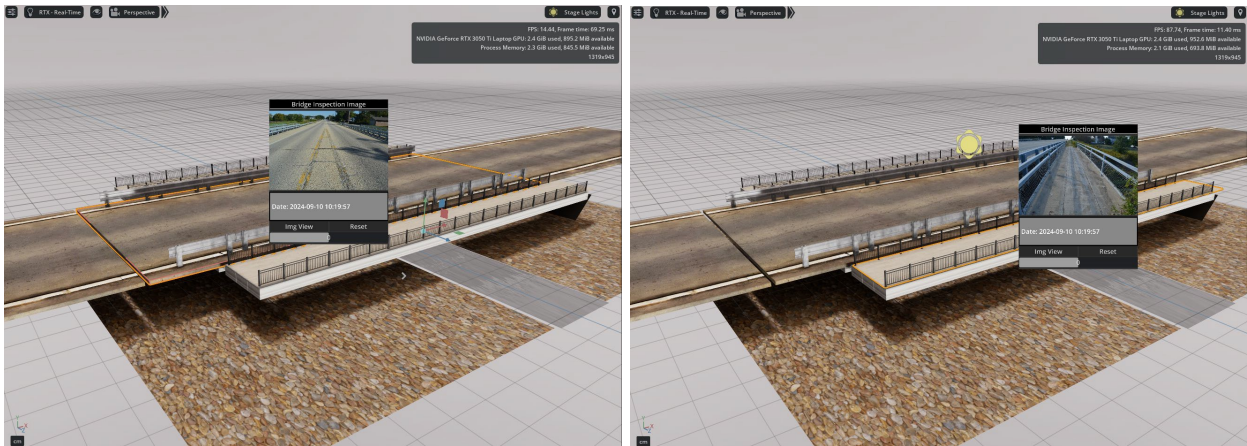 RTX - Real-Time
Perspective
Stage Lights
FPS: 14.44, Frame time: 69.25 ms
NVIDIA GeForce RTX 3050 Ti Laptop GPU: 2.4 GiB used, 895.2 MiB available
Process Memory: 2.3 GiB used, 845.5 MiB available
1319x945
Bridge Inspection Image
Date: 2024-09-10 10:19:57
Img View Reset
cm
RTX - Real-Time
Perspective
Stage Lights
FPS: 87.74, Frame time: 11.40 ms
NVIDIA GeForce RTX 3050 Ti Laptop GPU: 2.4 GiB used, 952.6 MiB available
Process Memory: 2.1 GiB used, 693.8 MiB available
1319x945
Bridge Inspection Image
Date: 2024-09-10 10:19:57
Img View Reset
cm